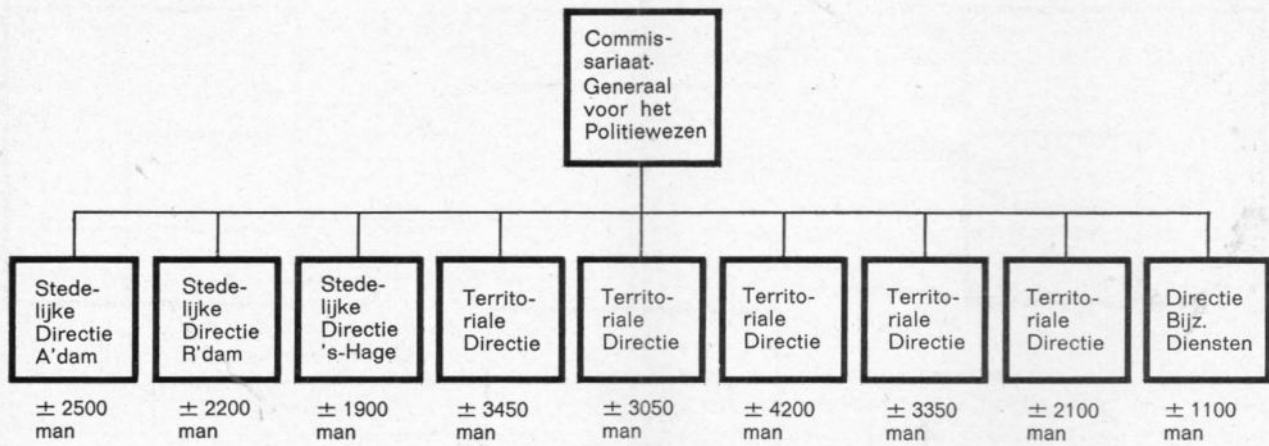 Commis-
sariaat-
Generaal
voor het
Politiewezen
Stede-
lijke
Directie
A'dam
Stede-
lijke
Directie
R'dam
Stede-
lijke
Directie
's-Hage
Territo-
riale
Directie
Territo-
riale
Directie
Territo-
riale
Directie
Territo-
riale
Directie
Territo-
riale
Directie
Directie
Bijz.
Diensten
± 2500
man
± 2200
man
± 1900
man
± 3450
man
± 3050
man
± 4200
man
± 3350
man
± 2100
man
± 1100
man